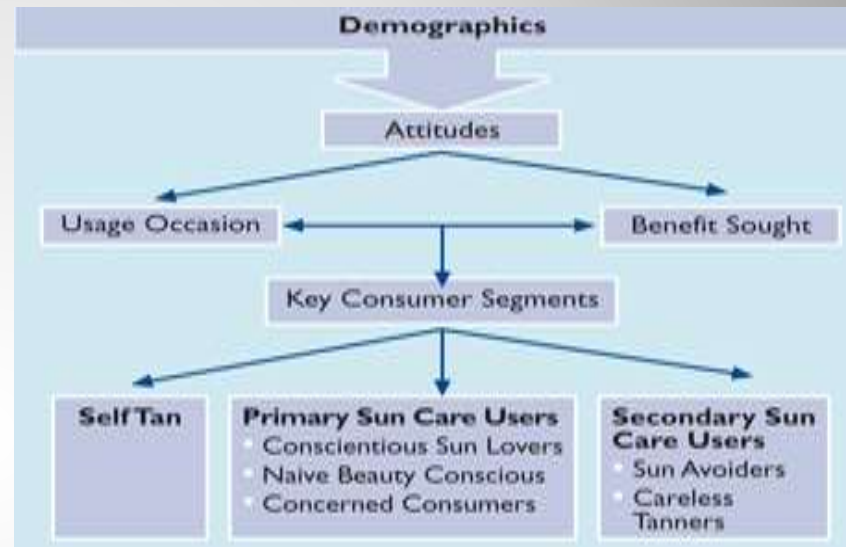 Demographics
Attitudes
Usage Occasion
Benefit Sought
Key Consumer Segments
Self Tan
Primary Sun Care Users
Conscientious Sun Lovers
Naive Beauty Conscious
Concerned Consumers
Secondary Sun
Care Users
Sun Avoiders
Careless
Tanners